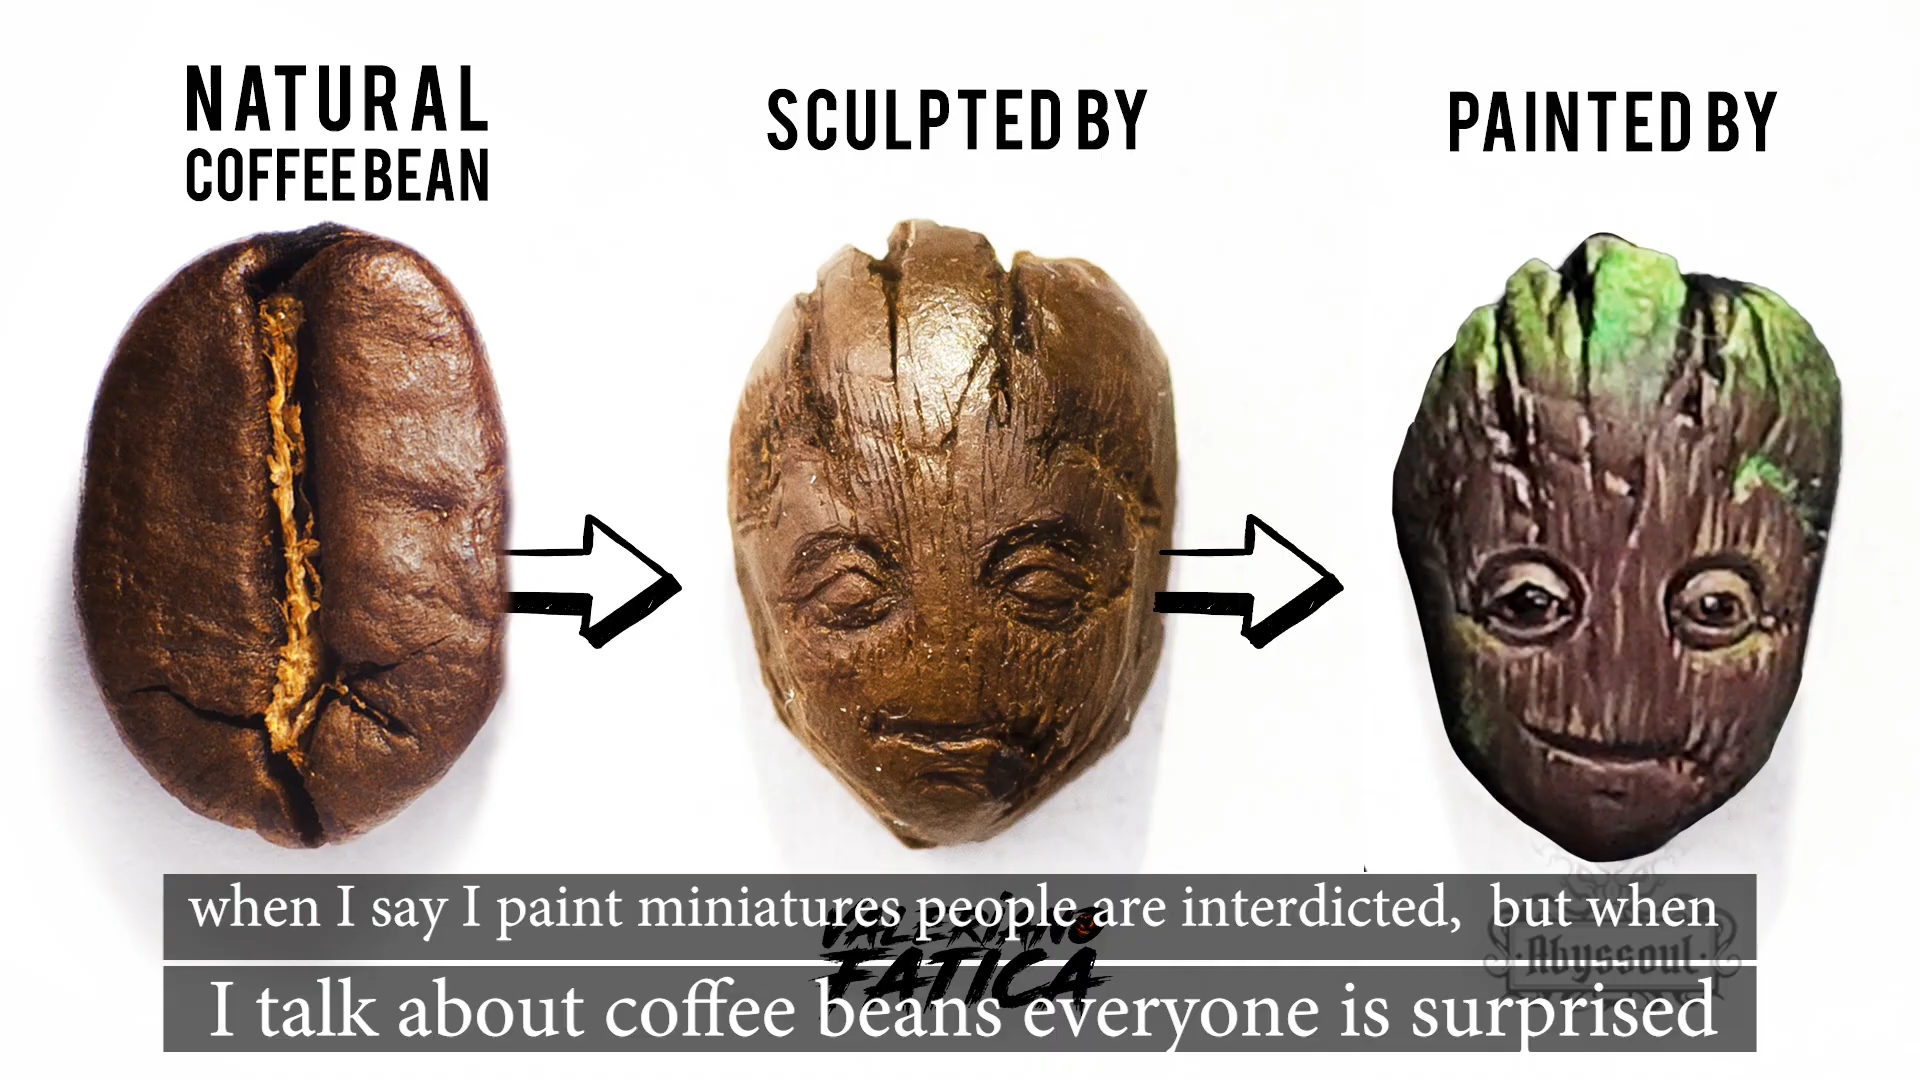 NATURAL
COFFEE BEAN
SCULPTED BY
PAINTED BY
when I say I paint miniatures people are interdicted, but when
I talk about coffee beans everyone is surprised
VALERIANO
FATICA
Abyssoul